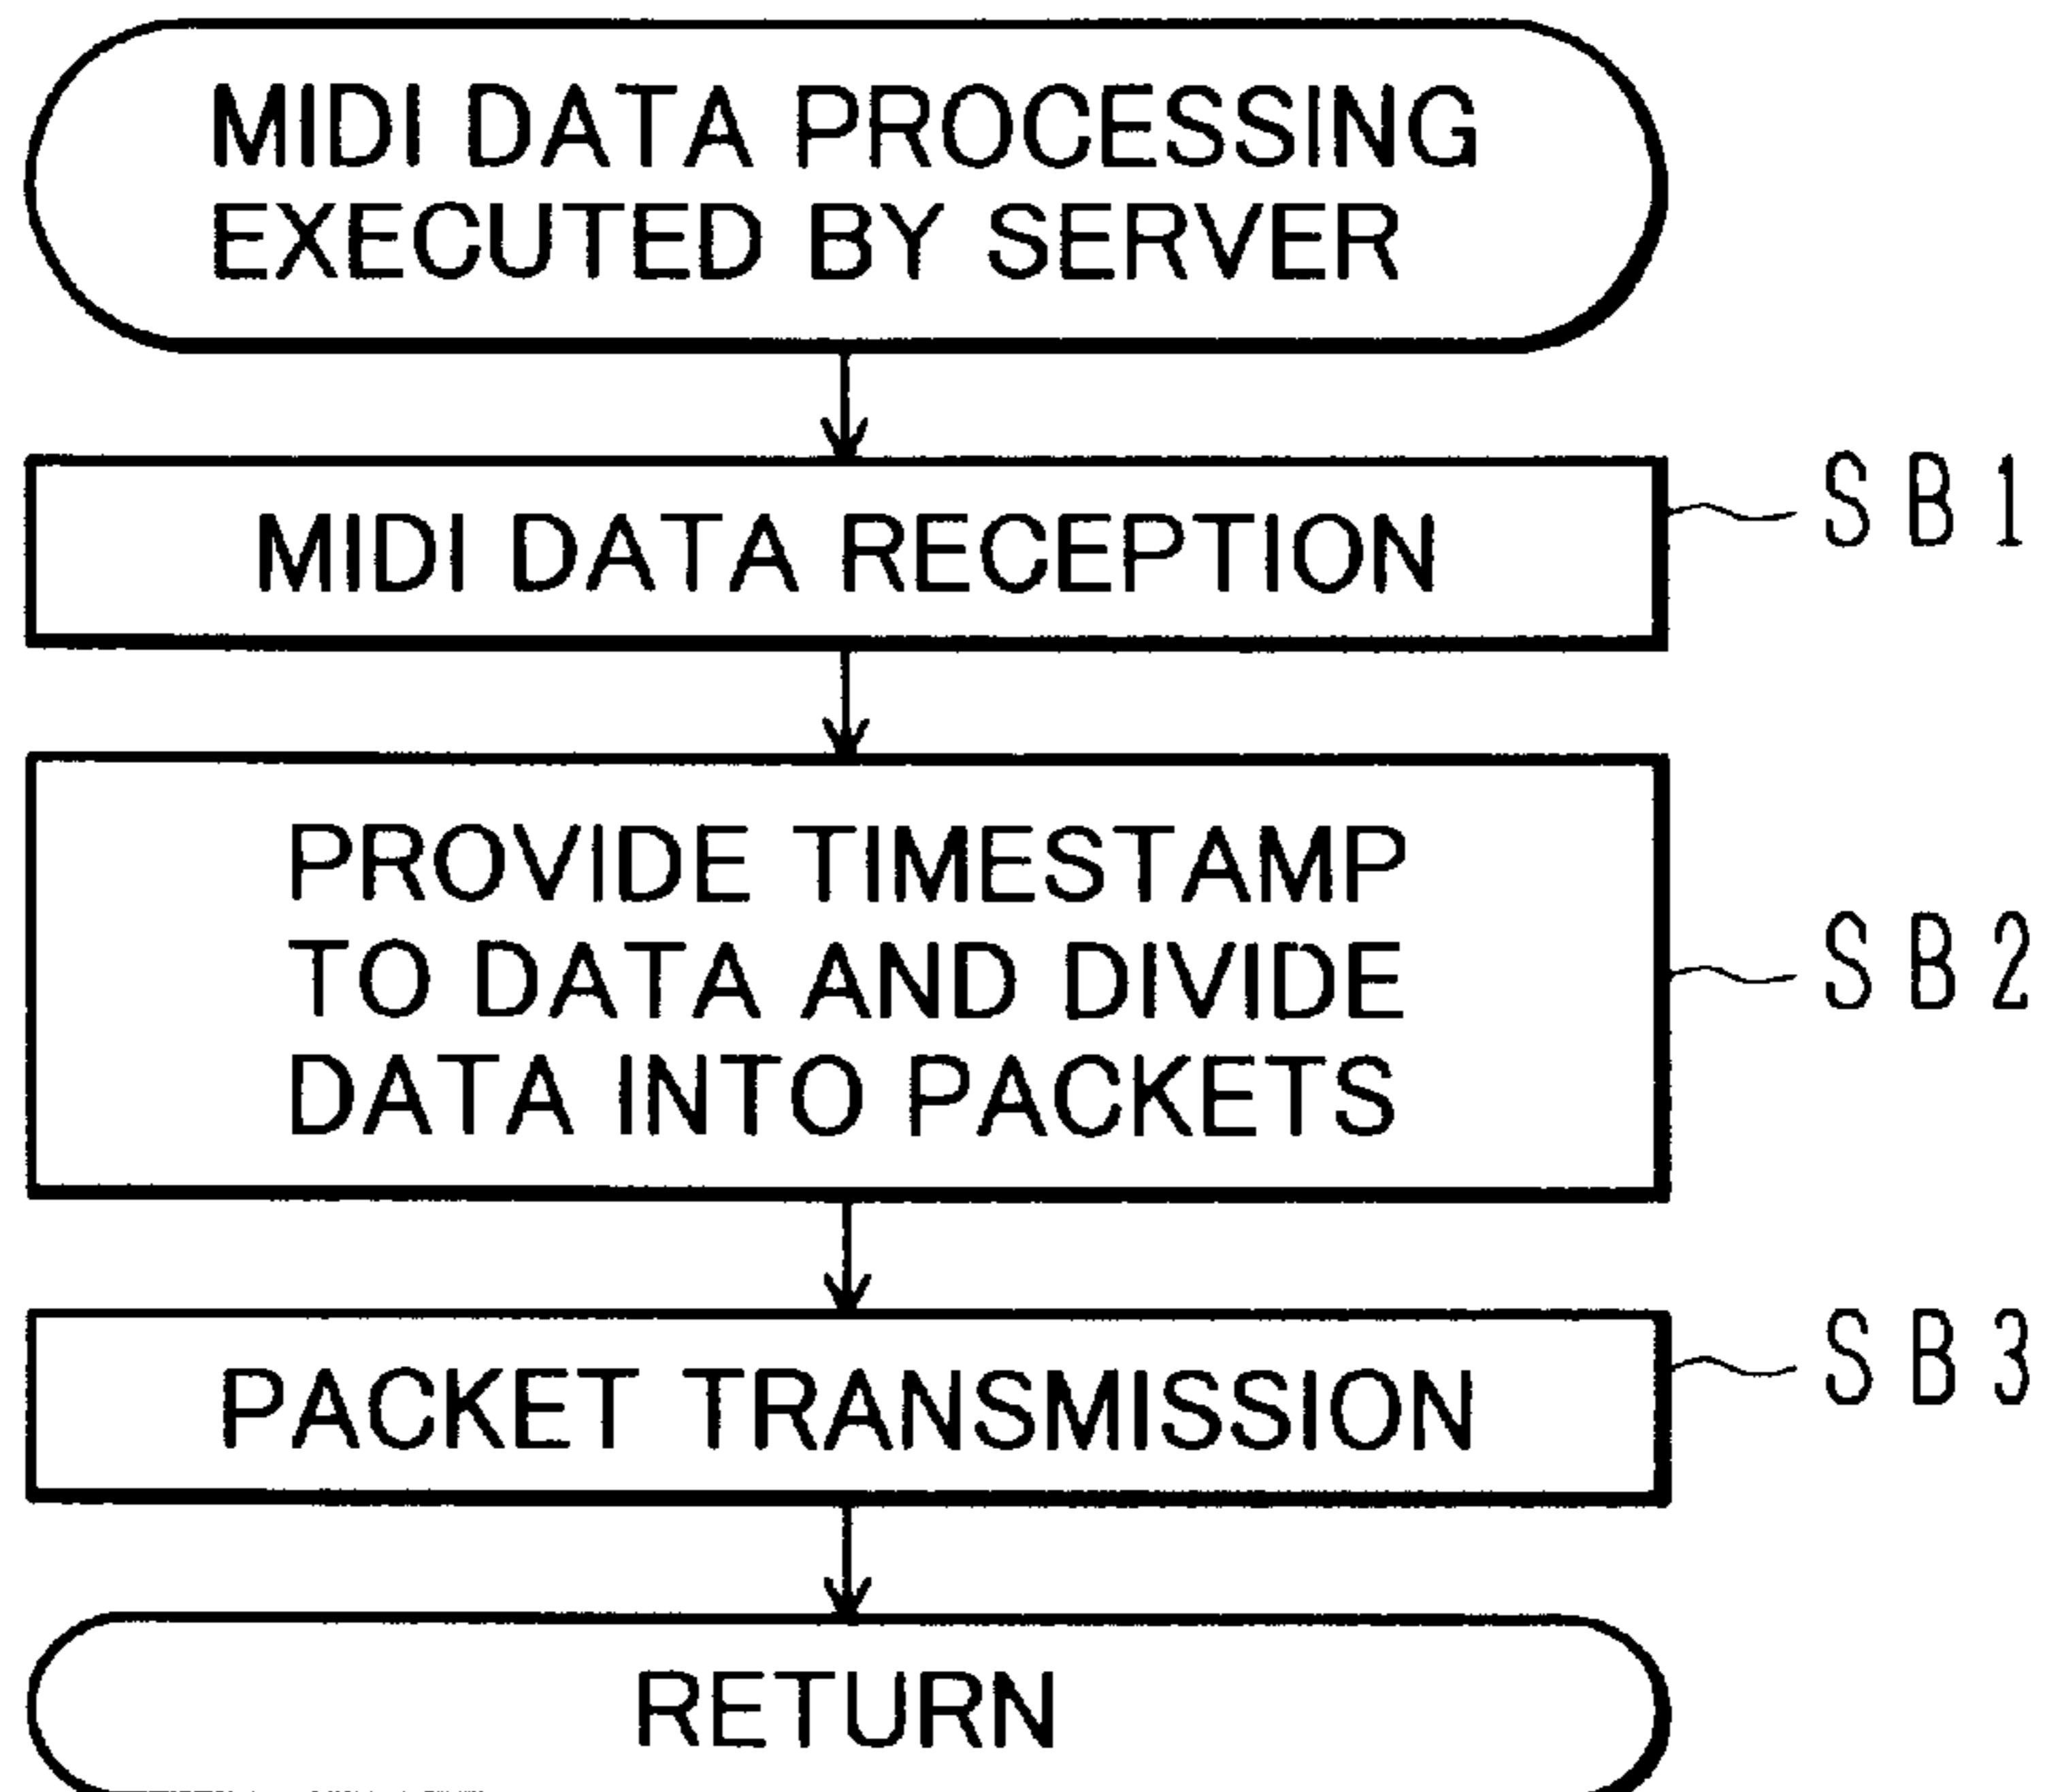 MIDI DATA PROCESSING
EXECUTED BY SERVER
MIDI DATA RECEPTION
SB1
PROVIDE TIMESTAMP
TO DATA AND DIVIDE
DATA INTO PACKETS
SB2
PACKET TRANSMISSION
SB3
RETURN